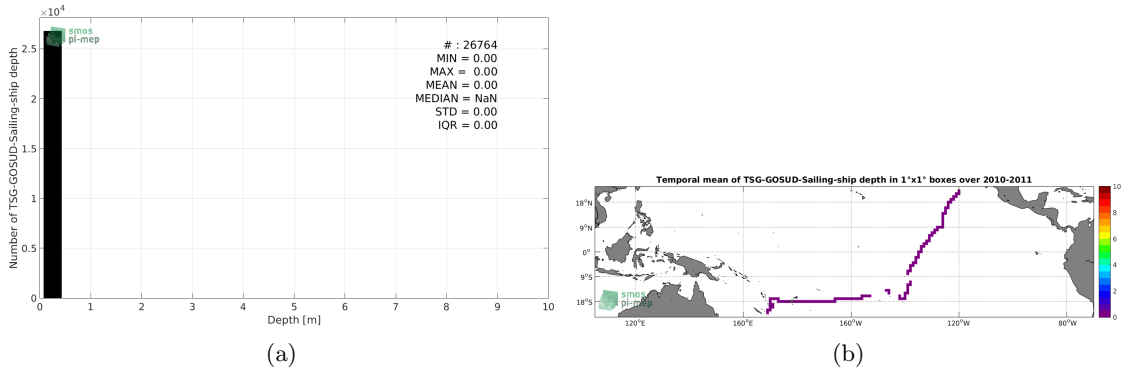 ×10⁴
2.5
2
1.5
1
0.5
0
0 1 2 3 4 5 6 7 8 9 10
Number of TSG-GOSUD-Sailing-ship depth
Depth [m]
smos
pi-mep
# : 26764
MIN = 0.00
MAX = 0.00
MEAN = 0.00
MEDIAN = NaN
STD = 0.00
IQR = 0.00
(a)
Temporal mean of TSG-GOSUD-Sailing-ship depth in 1°x1° boxes over 2010-2011
18°N
9°N
0°
9°S
18°S
120°E 160°E 160°W 120°W 80°W
smos
pi-mep
10
8
6
4
2
0
(b)